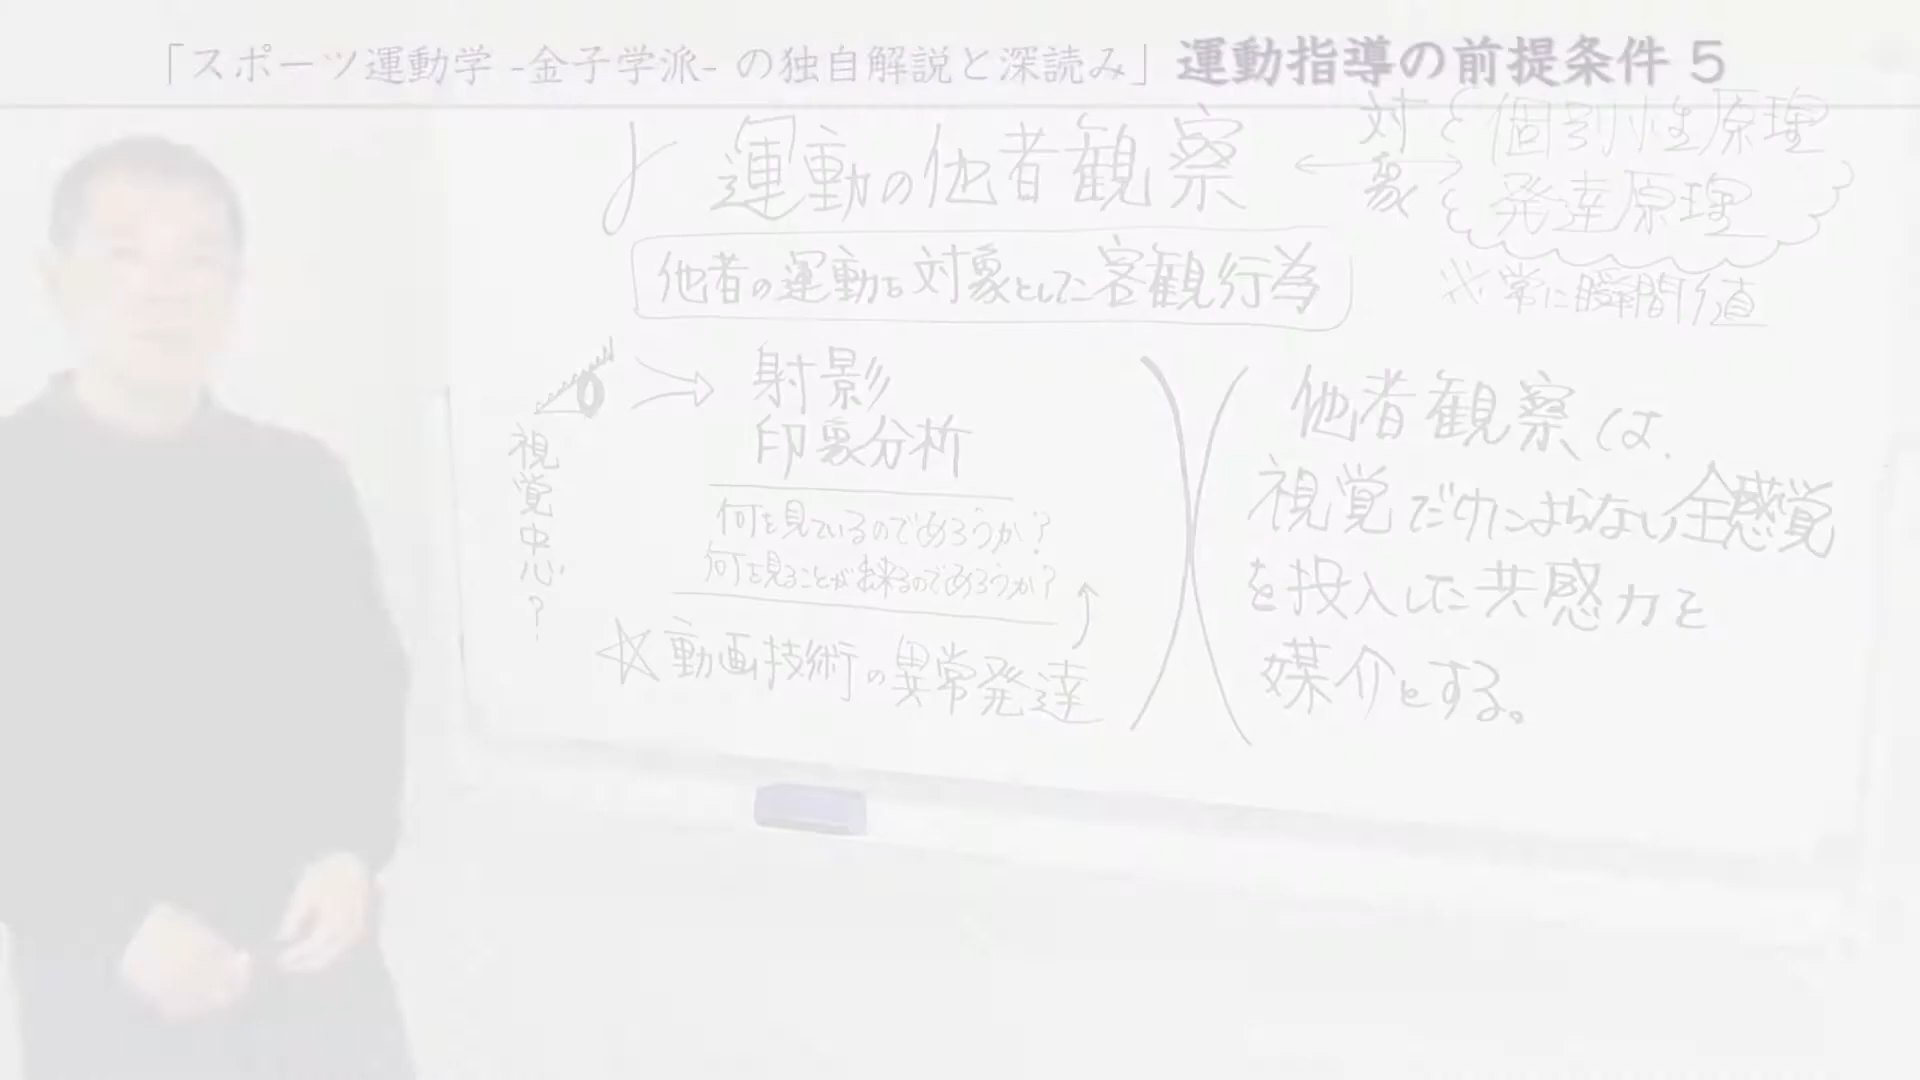 「スポーツ運動学 -金子学派- の独自解説と深読み」運動指導の前提条件 5
γ 運動の他者観察
対象
個別性原理
発達原理
※常に瞬間値
他者の運動を対象とした客観行為
視覚中心?
射影
印象分析
何を見ているのであろうか?
何を見ることが出来るのであろうか?
☆動画技術の異常発達
他者観察は、
視覚だけによらない全感覚
を投入した共感力を
媒介とする。